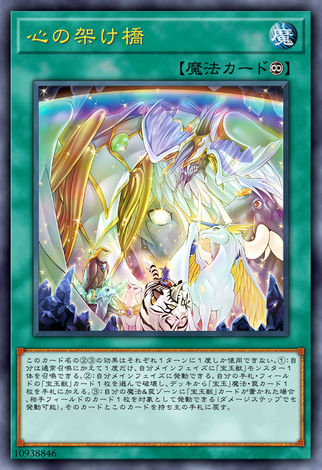 心の架け橋
魔
【魔法カード∞】
このカード名の②③の効果はそれぞれ１ターンに１度しか使用できない。①：自
分は通常召喚に加えて１度だけ、自分メインフェイズに「宝玉獣」モンスター１
体を召喚できる。②：自分メインフェイズに発動できる。自分の手札・フィール
ドの「宝玉獣」カード１枚を選んで破壊し、デッキから「宝玉」魔法・罠カード１
枚を手札に加える。③：自分の魔法＆罠ゾーンに「宝玉獣」カードが置かれた場合
、相手フィールドのカード１枚を対象として発動できる（ダメージステップでも
発動可能）。そのカードとこのカードを持ち主の手札に戻す。
10938846